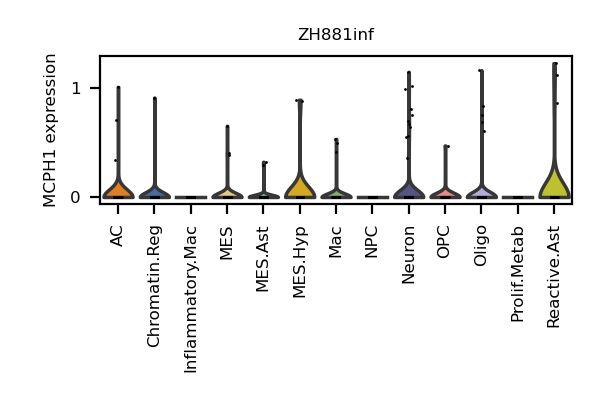 ZH881inf
MCPH1 expression
1
0
AC
Chromatin.Reg
Inflammatory.Mac
MES
MES.Ast
MES.Hyp
Mac
NPC
Neuron
OPC
Oligo
Prolif.Metab
Reactive.Ast